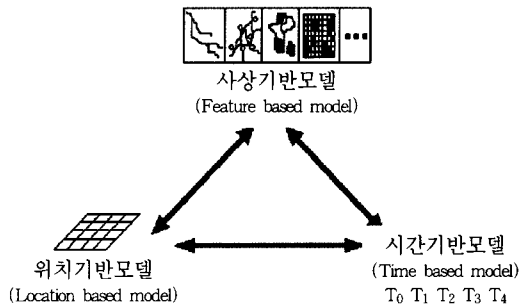 사상기반모델
(Feature based model)
위치기반모델
(Location based model)
시간기반모델
(Time based model)
T₀ T₁ T₂ T₃ T₄